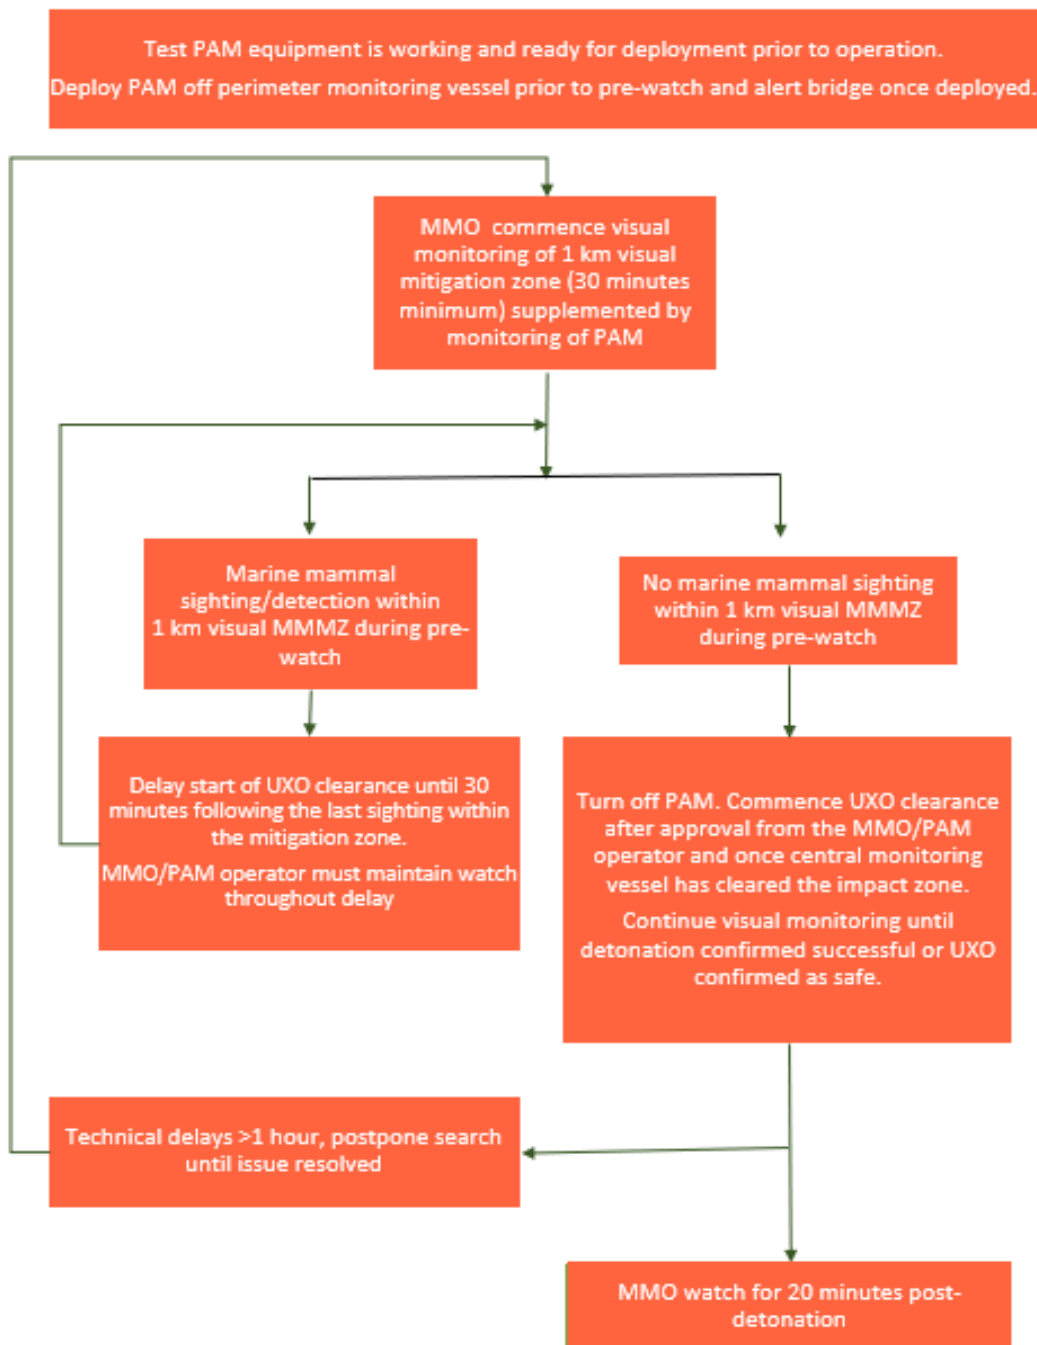 Test PAM equipment is working and ready for deployment prior to operation.
Deploy PAM off perimeter monitoring vessel prior to pre-watch and alert bridge once deployed.
MMO commence visual
monitoring of 1 km visual
mitigation zone (30 minutes
minimum) supplemented by
monitoring of PAM
Marine mammal
sighting/detection within
1 km visual MMMZ during pre-
watch
No marine mammal sighting
within 1 km visual MMMZ
during pre-watch
Delay start of UXO clearance until 30
minutes following the last sighting within
the mitigation zone.
MMO/PAM operator must maintain watch
throughout delay
Turn off PAM. Commence UXO clearance
after approval from the MMO/PAM
operator and once central monitoring
vessel has cleared the impact zone.
Continue visual monitoring until
detonation confirmed successful or UXO
confirmed as safe.
Technical delays >1 hour, postpone search
until issue resolved
MMO watch for 20 minutes post-
detonation